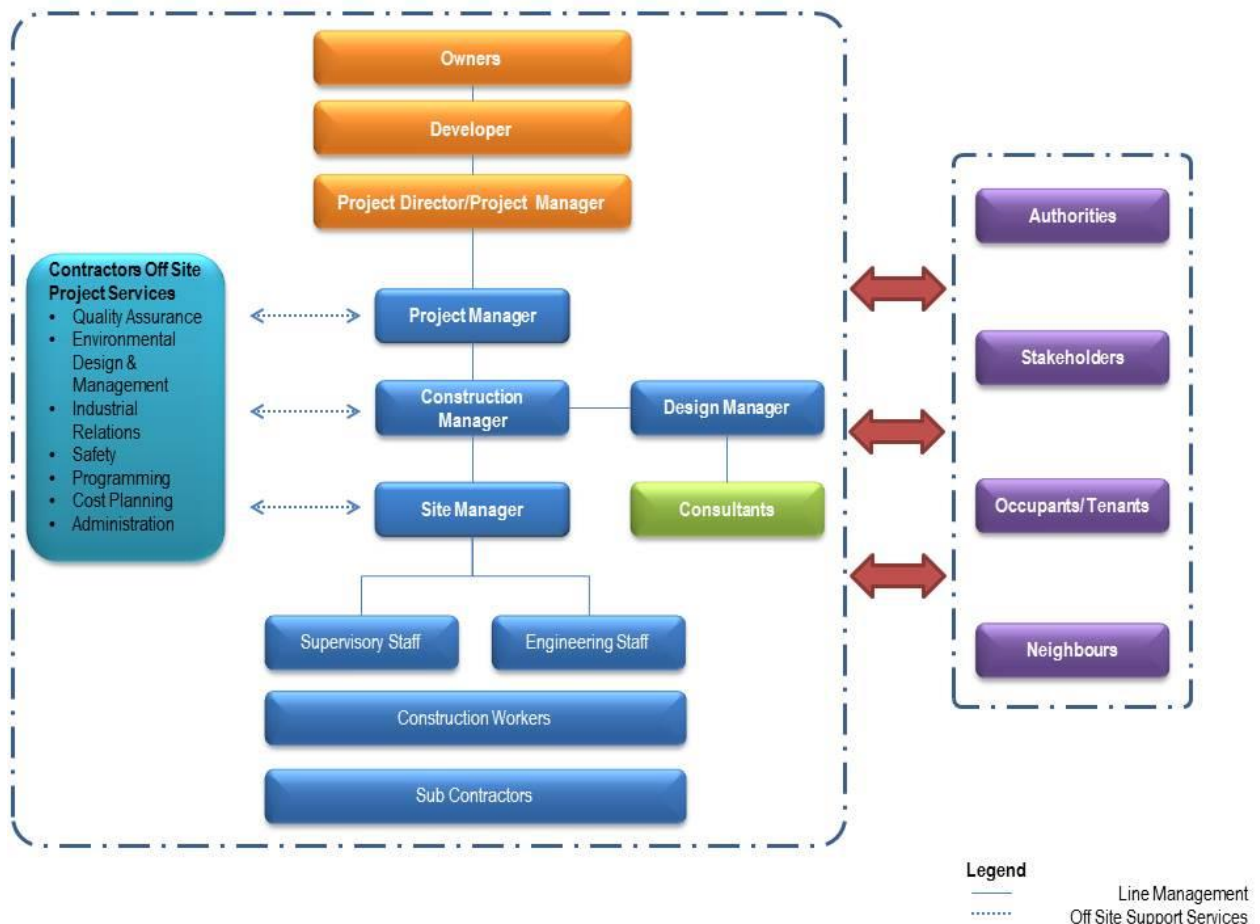 Owners
Developer
Project Director/Project Manager
Contractors Off Site
Project Services
• Quality Assurance
• Environmental
Design &
Management
• Industrial
Relations
• Safety
• Programming
• Cost Planning
• Administration
Project Manager
Construction
Manager
Design Manager
Site Manager
Consultants
Supervisory Staff
Engineering Staff
Construction Workers
Sub Contractors
Authorities
Stakeholders
Occupants/Tenants
Neighbours
Legend
Line Management
Off Site Support Services